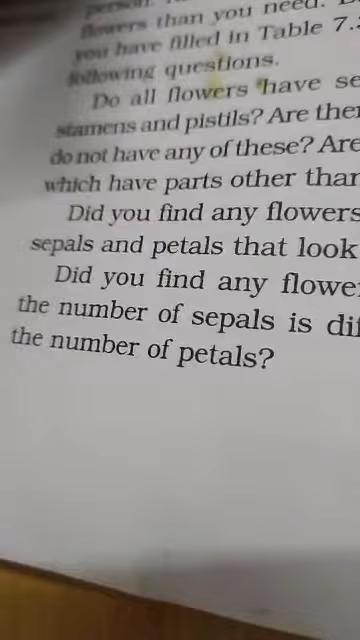 person.
flowers than you need.
you have filled in Table 7.
following questions.
Do all flowers have se
stamens and pistils? Are the
do not have any of these? Are
which have parts other than
Did you find any flowers
sepals and petals that look
Did you find any flowe
the number of sepals is dif
the number of petals?